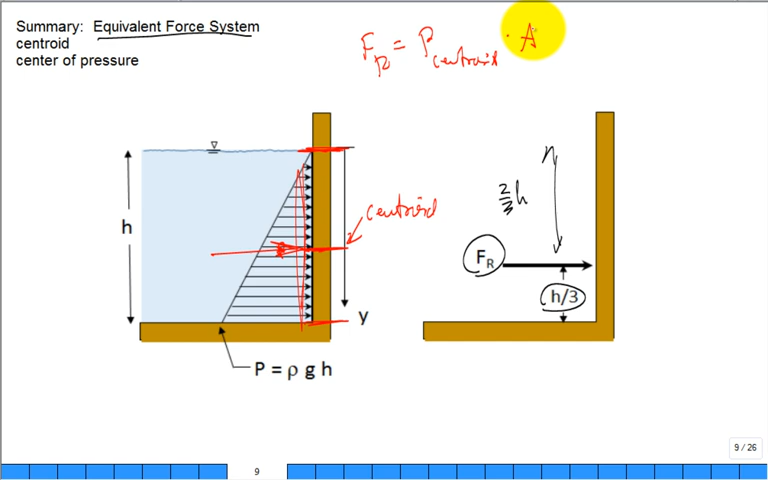 Summary: Equivalent Force System
centroid
center of pressure
F_R = P_centroid · A
h
centroid
y
P = ρ g h
2/3 h
F_R
h/3
9 / 26
9